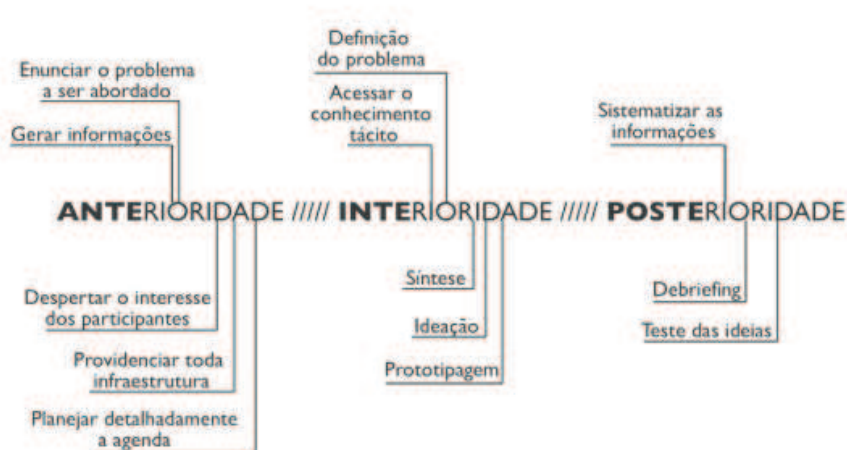 Enunciar o problema
a ser abordado
Gerar informações
Definição
do problema
Acessar o
conhecimento
tácito
Sistematizar as
informações
ANTERIORIDADE ///// INTERIORIDADE ///// POSTERIORIDADE
Despertar o interesse
dos participantes
Providenciar toda
infraestrutura
Planejar detalhadamente
a agenda
Síntese
Ideação
Prototipagem
Debriefing
Teste das ideias